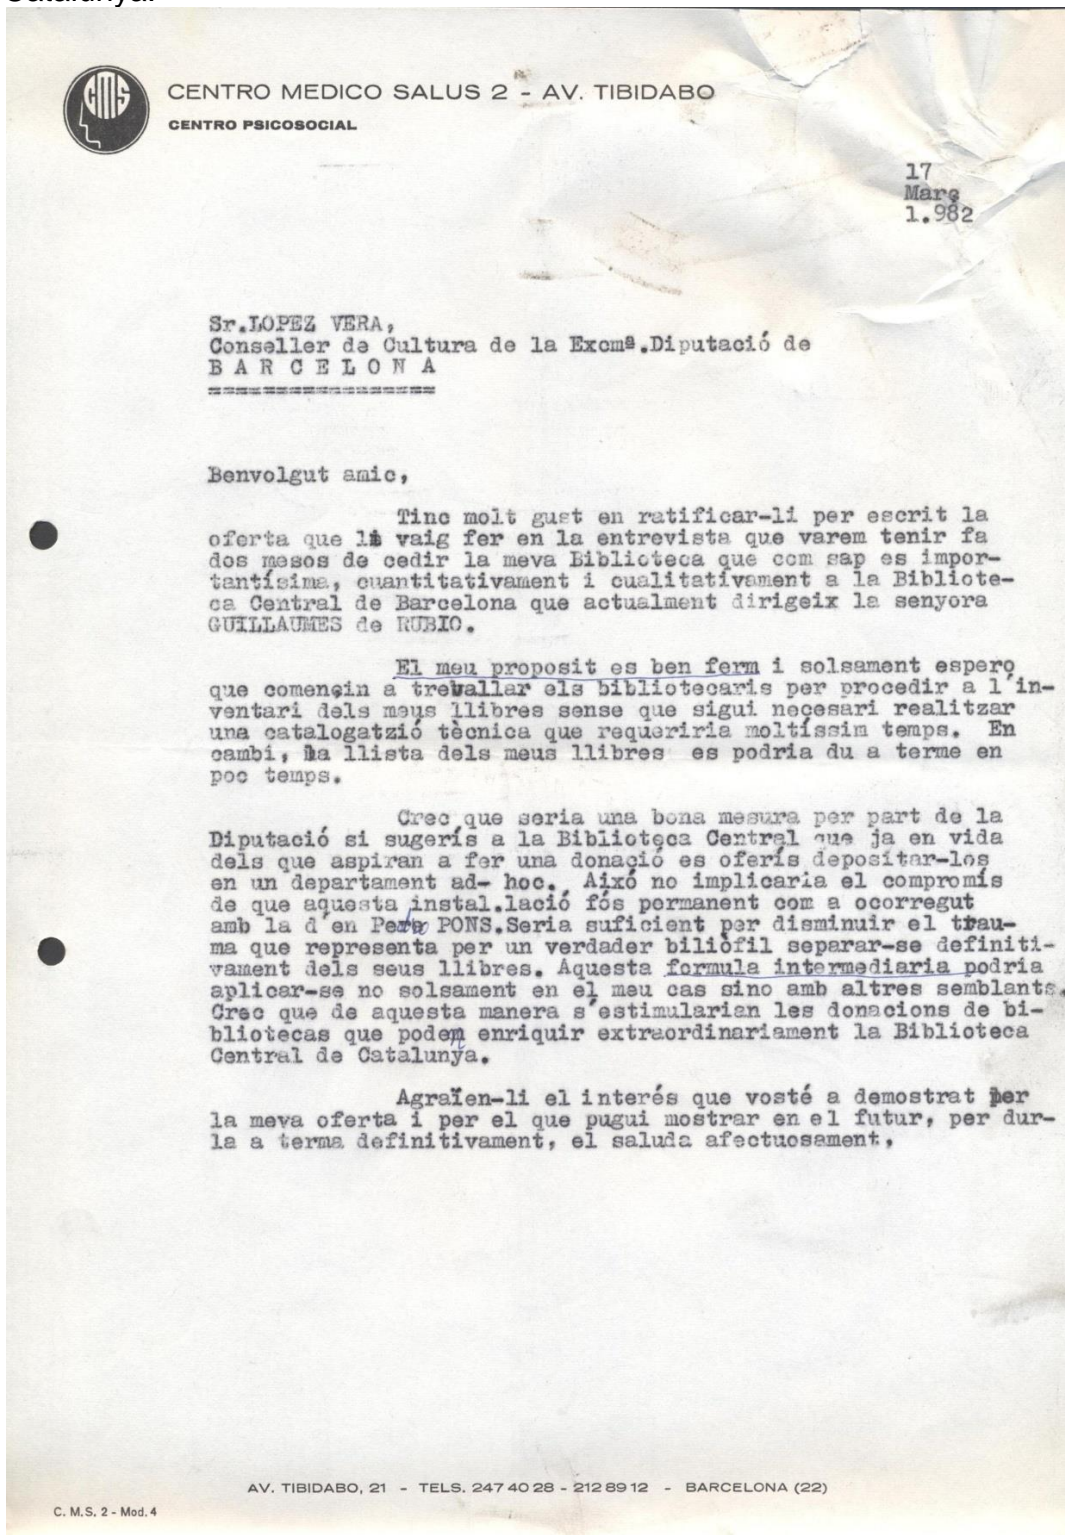 Catalunya.
CMS
CENTRO MEDICO SALUS 2 - AV. TIBIDABO
CENTRO PSICOSOCIAL
17
Març
1.982
Sr.LOPEZ VERA,
Conseller de Cultura de la Excmª.Diputació de
B A R C E L O N A
==================
Benvolgut amic,
Tinc molt gust en ratificar-li per escrit la
oferta que li vaig fer en la entrevista que varem tenir fa
dos mesos de cedir la meva Biblioteca que com sap es impor-
tantísima, cuantitativament i cualitativament a la Bibliote-
ca Central de Barcelona que actualment dirigeix la senyora
GUILLAUMES de RUBIO.
El meu proposit es ben ferm i solsament espero
que comencin a treballar els bibliotecaris per procedir a l'in-
ventari dels meus llibres sense que sigui necesari realitzar
una catalogatzió tècnica que requeriria moltíssim temps. En
cambi, la llista dels meus llibres es podria du a terme en
poc temps.
Crec que seria una bona mesura per part de la
Diputació si sugerís a la Biblioteca Central que ja en vida
dels que aspiran a fer una donació es oferís depositar-los
en un departament ad- hoc. Aixó no implicaria el compromís
de que aquesta instal.lació fós permanent com a ocorregut
amb la d'en Pedro PONS.Seria suficient per disminuir el trau-
ma que representa per un verdader biliòfil separar-se definiti-
vament dels seus llibres. Aquesta formula intermediaria podria
aplicar-se no solsament en el meu cas sino amb altres semblants.
Crec que de aquesta manera s'estimularian les donacions de bi-
bliotecas que poden enriquir extraordinariament la Biblioteca
Central de Catalunya.
Agraïen-li el interés que vosté a demostrat per
la meva oferta i per el que pugui mostrar en el futur, per dur-
la a terma definitivament, el saluda afectuosament,
AV. TIBIDABO, 21 - TELS. 247 40 28 - 212 89 12 - BARCELONA (22)
C. M. S. 2 - Mod. 4